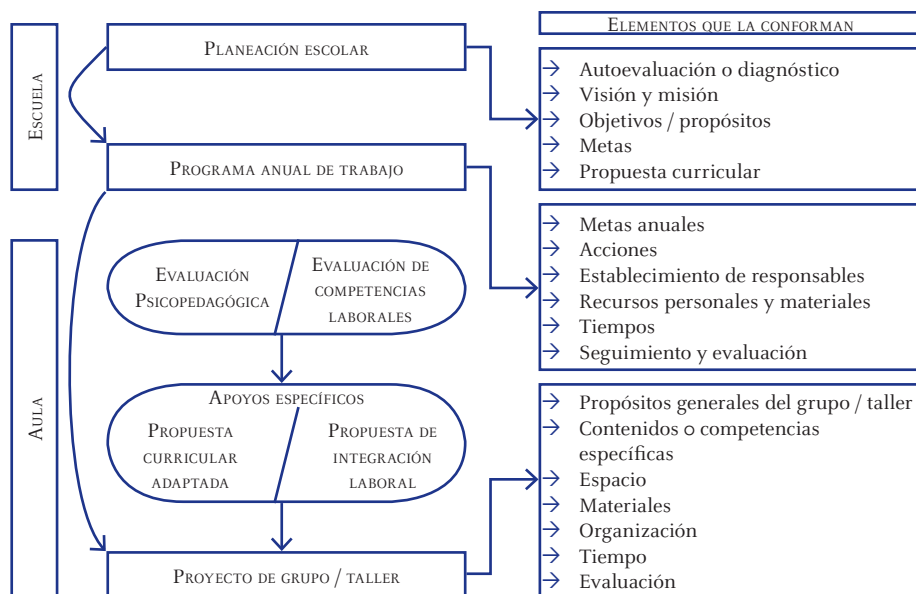 Escuela
Planeación escolar
Programa anual de trabajo
Aula
Evaluación
Psicopedagógica
Evaluación de
competencias
laborales
Apoyos específicos
Propuesta
curricular
adaptada
Propuesta de
integración
laboral
Proyecto de grupo / taller
Elementos que la conforman
→ Autoevaluación o diagnóstico
→ Visión y misión
→ Objetivos / propósitos
→ Metas
→ Propuesta curricular
→ Metas anuales
→ Acciones
→ Establecimiento de responsables
→ Recursos personales y materiales
→ Tiempos
→ Seguimiento y evaluación
→ Propósitos generales del grupo / taller
→ Contenidos o competencias
específicas
→ Espacio
→ Materiales
→ Organización
→ Tiempo
→ Evaluación